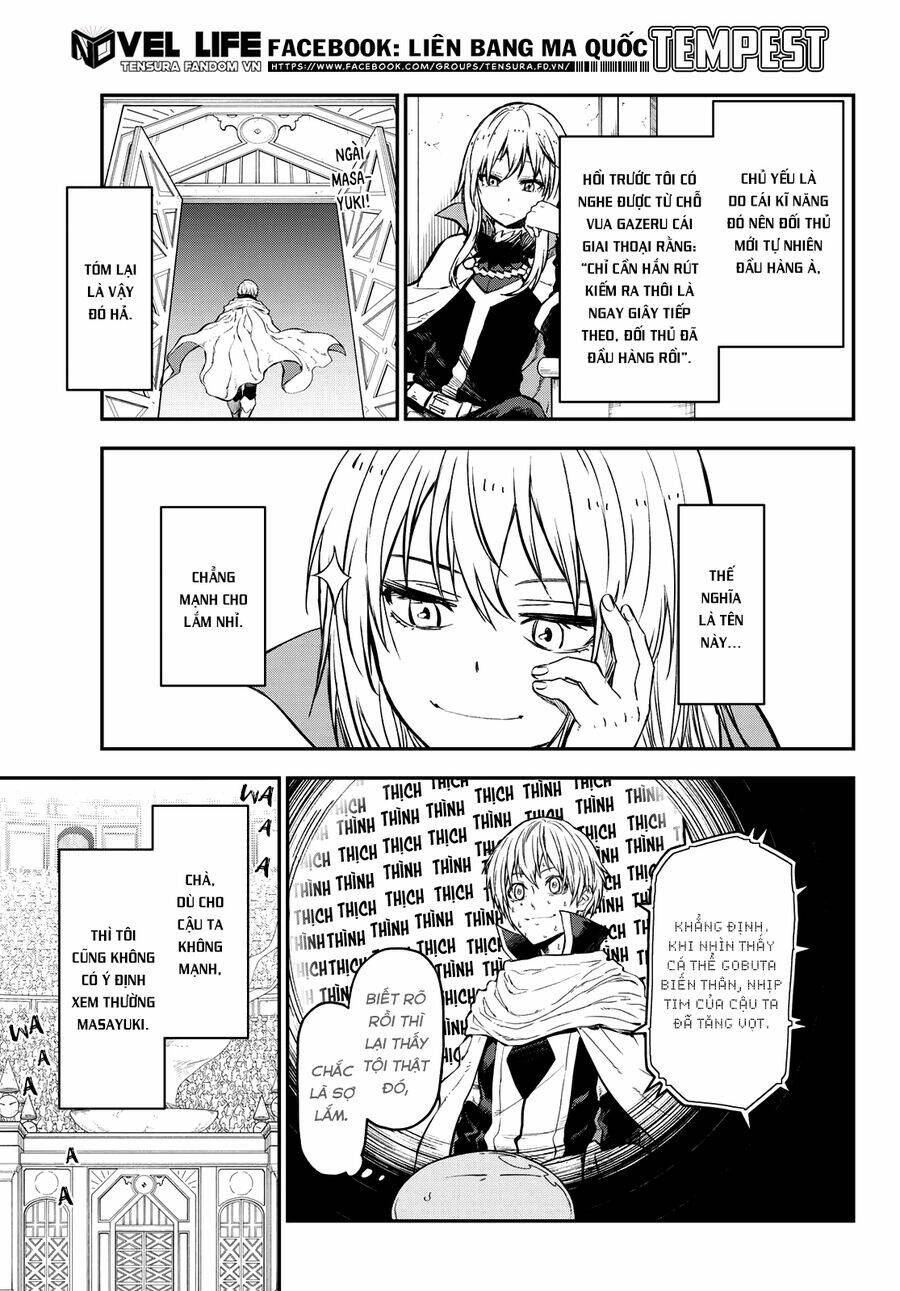 NOVEL LIFE
TENSURA FANDOM VN
FACEBOOK: LIÊN BANG MA QUỐC
HTTPS://WWW.FACEBOOK.COM/GROUPS/TENSURA.FD.VN/
TEMPEST
CHỦ YẾU LÀ
DO CÁI KĨ NĂNG
ĐÓ NÊN ĐỐI THỦ
MỚI TỰ NHIÊN
ĐẦU HÀNG À,
HỒI TRƯỚC TÔI CÓ
NGHE ĐƯỢC TỪ CHỖ
VUA GAZERU CÁI
GIAI THOẠI RẰNG:
"CHỈ CẦN HẮN RÚT
KIẾM RA THÔI LÀ
NGAY GIÂY TIẾP
THEO, ĐỐI THỦ ĐÃ
ĐẦU HÀNG RỒI".
NGÀI
MASA-
YUKI!
TÓM LẠI
LÀ VẬY
ĐÓ HẢ.
THẾ
NGHĨA
LÀ TÊN
NÀY...
CHẲNG
MẠNH CHO
LẮM NHỈ.
THỊCH THỊCH THỊCH THỊCH
THÌNH THÌNH THÌNH THÌNH THÌNH
KHẲNG ĐỊNH.
KHI NHÌN THẤY
CÁ THỂ GOBUTA
BIẾN THÂN, NHỊP
TIM CỦA CẬU TA
ĐÃ TĂNG VỌT.
BIẾT RÕ
RỒI THÌ
LẠI THẤY
TỘI THẬT
ĐÓ,
CHẮC
LÀ SỢ
LẮM.
WA
A
A
CHÀ,
DÙ CHO
CẬU TA
KHÔNG
MẠNH,
THÌ TÔI
CŨNG KHÔNG
CÓ Ý ĐỊNH
XEM THƯỜNG
MASAYUKI.
WA
A
A
A
A